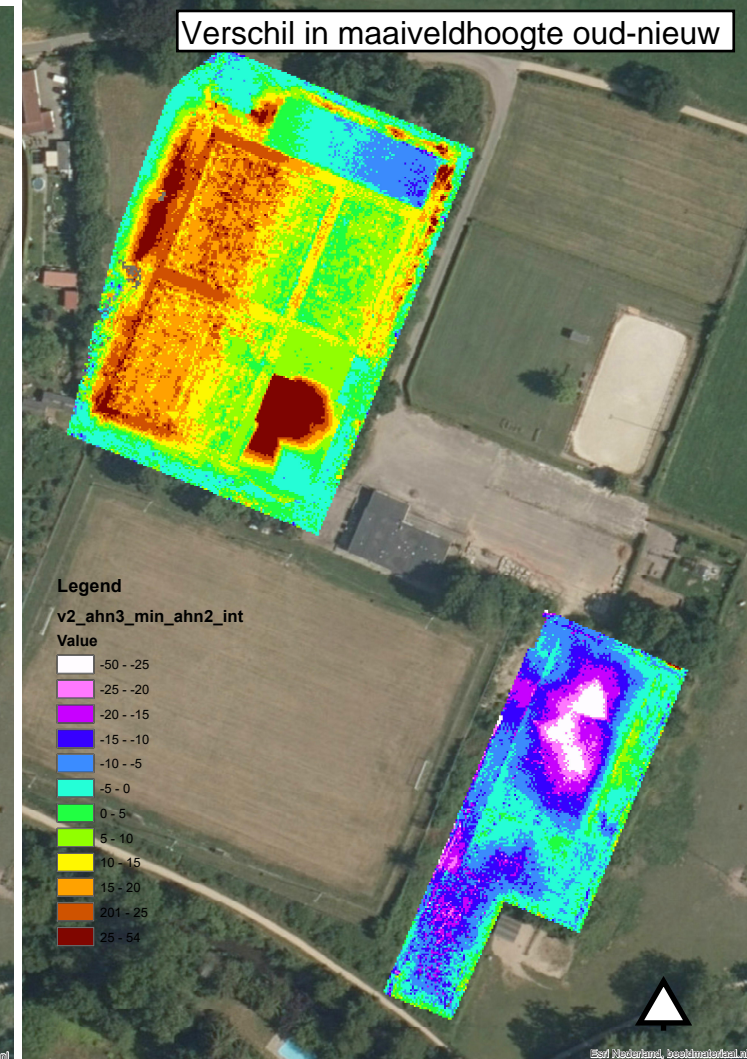 Verschil in maaiveldhoogte oud-nieuw
Legend
v2_ahn3_min_ahn2_int
Value
-50 - -25
-25 - -20
-20 - -15
-15 - -10
-10 - -5
-5 - 0
0 - 5
5 - 10
10 - 15
15 - 20
201 - 25
25 - 54
Esri Nederland, beeldmateriaal.n